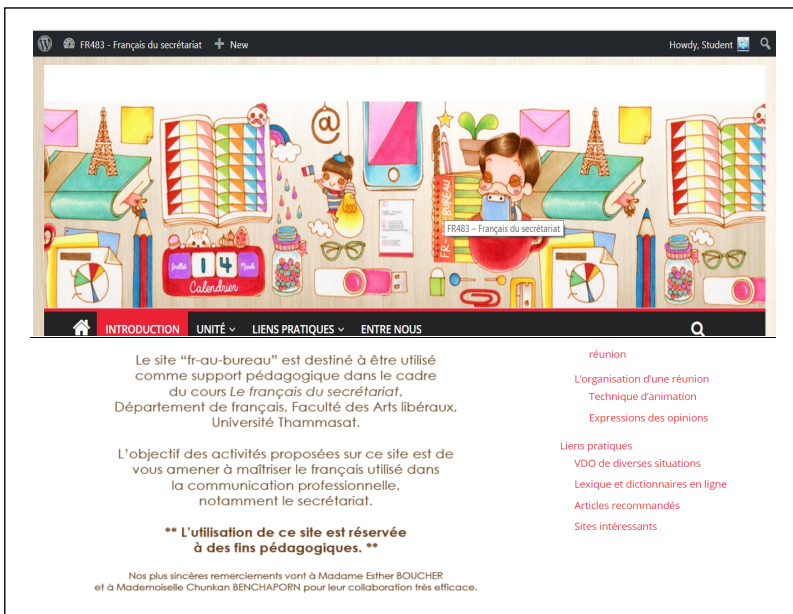 FR483 - Français du secrétariat + New
Howdy, Student
@
FR-
BUREAU
FR483 – Français du secrétariat
Juillet 14 Mardi
Calendrier
INTRODUCTION UNITÉ LIENS PRATIQUES ENTRE NOUS
Le site “fr-au-bureau” est destiné à être utilisé
comme support pédagogique dans le cadre
du cours Le français du secrétariat,
Département de français, Faculté des Arts libéraux,
Université Thammasat.
L’objectif des activités proposées sur ce site est de
vous amener à maîtriser le français utilisé dans
la communication professionnelle,
notamment le secrétariat.
** L’utilisation de ce site est réservée
à des fins pédagogiques. **
Nos plus sincères remerciements vont à Madame Esther BOUCHER
et à Mademoiselle Chunkan BENCHAPORN pour leur collaboration très efficace.
réunion
L’organisation d’une réunion
Technique d’animation
Expressions des opinions
Liens pratiques
VDO de diverses situations
Lexique et dictionnaires en ligne
Articles recommandés
Sites intéressants